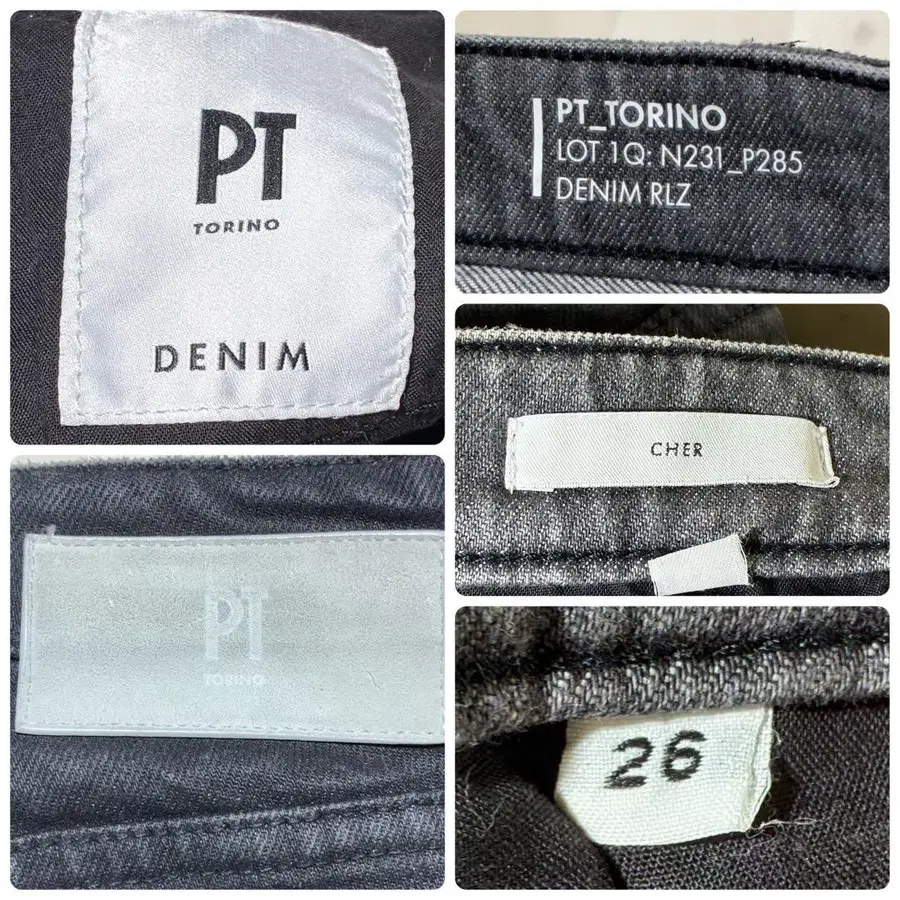 PT
TORINO
DENIM
PT_TORINO
LOT 1Q: N231_P285
DENIM RLZ
CHER
PT
TORINO
26